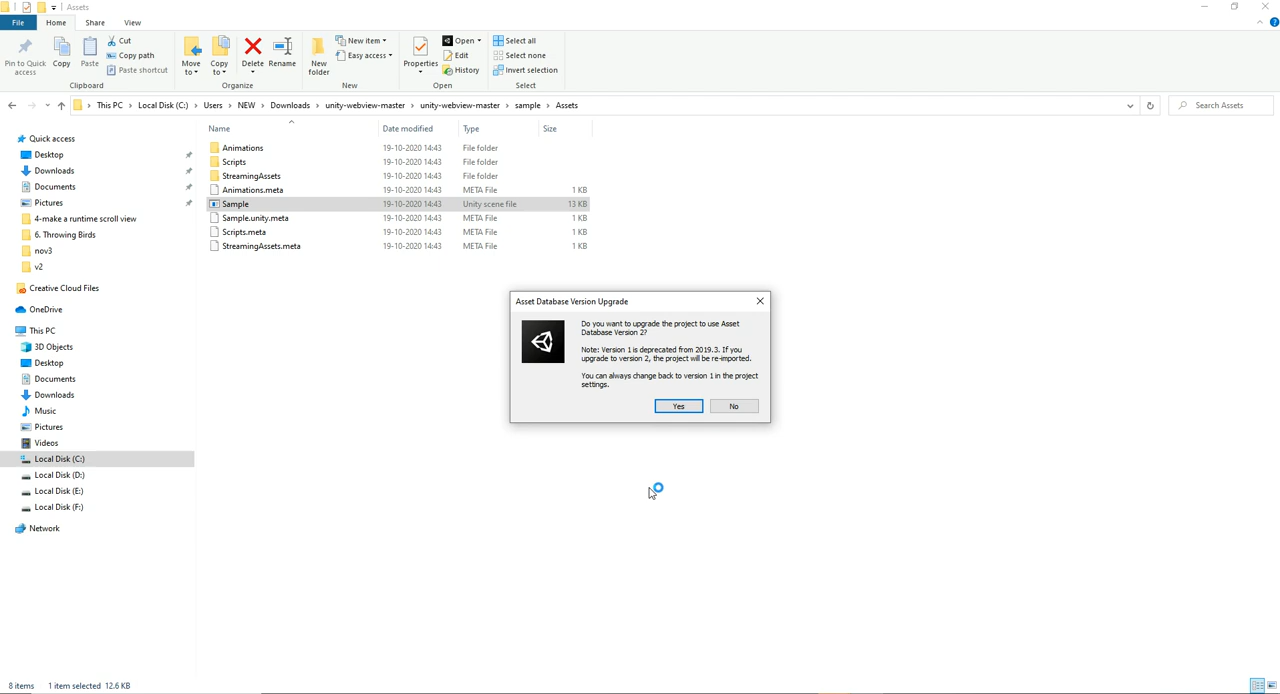 Assets
File Home Share View
Pin to Quick access
Copy
Paste
Cut
Copy path
Paste shortcut
Clipboard
Move to
Copy to
Delete
Rename
Organize
New folder
New item
Easy access
New
Properties
Open
Edit
History
Open
Select all
Select none
Invert selection
Select
This PC › Local Disk (C:) › Users › NEW › Downloads › unity-webview-master › unity-webview-master › sample › Assets
Search Assets
Name Date modified Type Size
Animations 19-10-2020 14:43 File folder
Scripts 19-10-2020 14:43 File folder
StreamingAssets 19-10-2020 14:43 File folder
Animations.meta 19-10-2020 14:43 META File 1 KB
Sample 19-10-2020 14:43 Unity scene file 13 KB
Sample.unity.meta 19-10-2020 14:43 META File 1 KB
Scripts.meta 19-10-2020 14:43 META File 1 KB
StreamingAssets.meta 19-10-2020 14:43 META File 1 KB
Quick access
Desktop
Downloads
Documents
Pictures
4-make a runtime scroll view
6. Throwing Birds
nov3
v2
Creative Cloud Files
OneDrive
This PC
3D Objects
Desktop
Documents
Downloads
Music
Pictures
Videos
Local Disk (C:)
Local Disk (D:)
Local Disk (E:)
Local Disk (F:)
Network
Asset Database Version Upgrade
Do you want to upgrade the project to use Asset
Database Version 2?
Note: Version 1 is deprecated from 2019.3. If you
upgrade to version 2, the project will be re-imported.
You can always change back to version 1 in the project
settings.
Yes No
8 items 1 item selected 12.6 KB